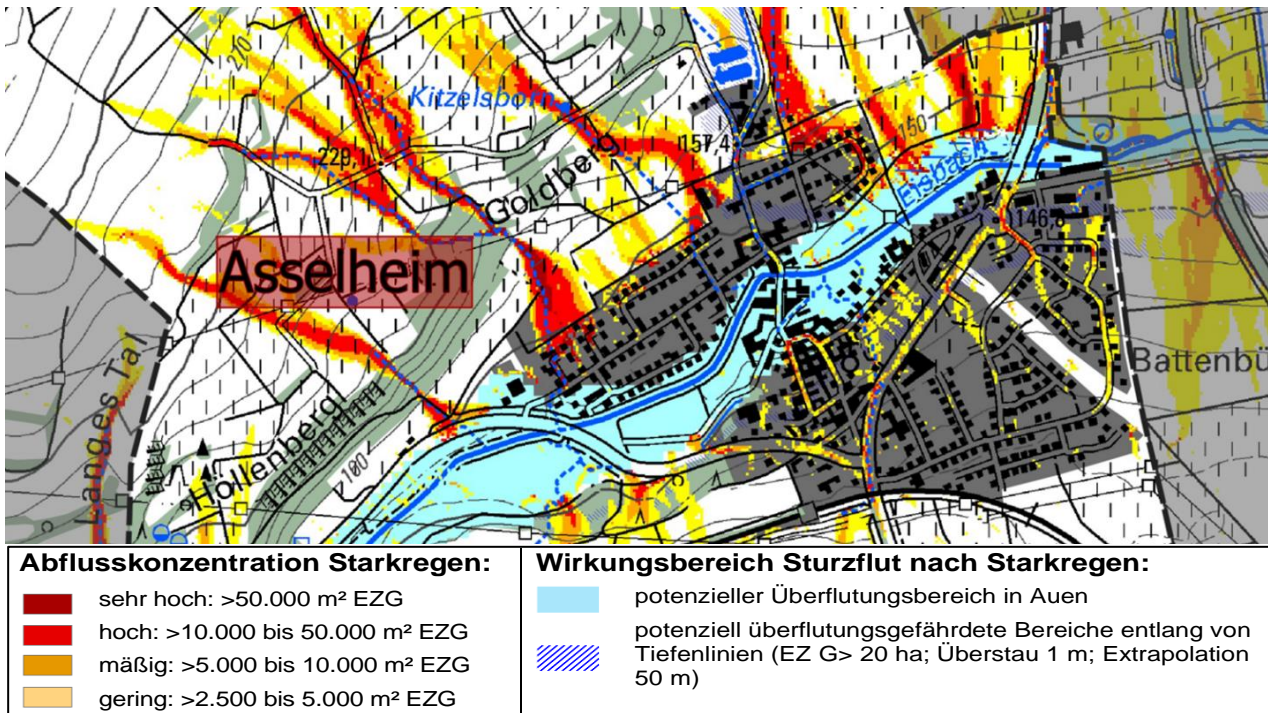 210
Kitzelsborn
229,1
157,4
150
Goldberg
Eisbach
Asselheim
Langes Tal
Höllenbergl
180
Battenbü
Abflusskonzentration Starkregen:
sehr hoch: >50.000 m² EZG
hoch: >10.000 bis 50.000 m² EZG
mäßig: >5.000 bis 10.000 m² EZG
gering: >2.500 bis 5.000 m² EZG
Wirkungsbereich Sturzflut nach Starkregen:
potenzieller Überflutungsbereich in Auen
potenziell überflutungsgefährdete Bereiche entlang von
Tiefenlinien (EZ G> 20 ha; Überstau 1 m; Extrapolation
50 m)